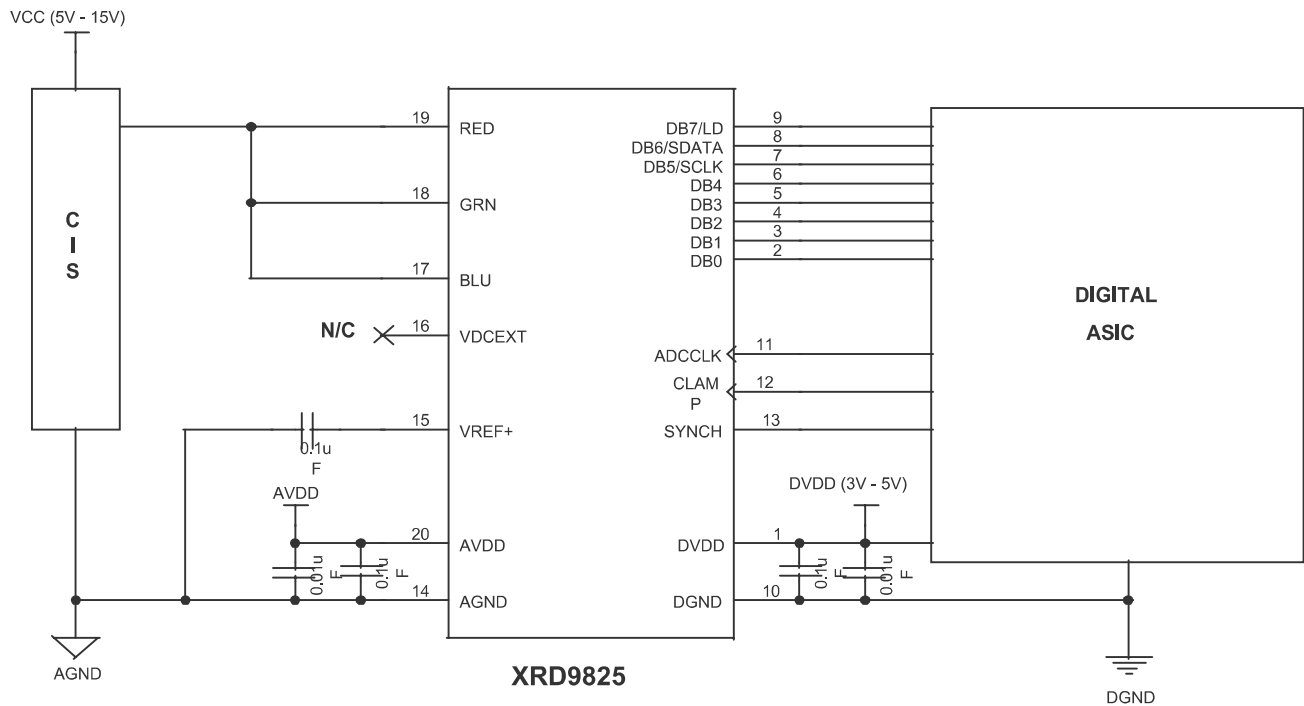 VCC (5V - 15V)
C
I
S
19
RED
18
GRN
17
BLU
N/C
16
VDCEXT
15
VREF+
0.1u
F
AVDD
20
AVDD
0.01u
F
0.1u
F
14
AGND
AGND
XRD9825
DB7/LD
9
DB6/SDATA
8
DB5/SCLK
7
DB4
6
DB3
5
DB2
4
DB1
3
DB0
2
ADCCLK
11
CLAM
P
12
SYNCH
13
DVDD (3V - 5V)
DVDD
1
0.1u
F
0.01u
F
DGND
10
DIGITAL
ASIC
DGND